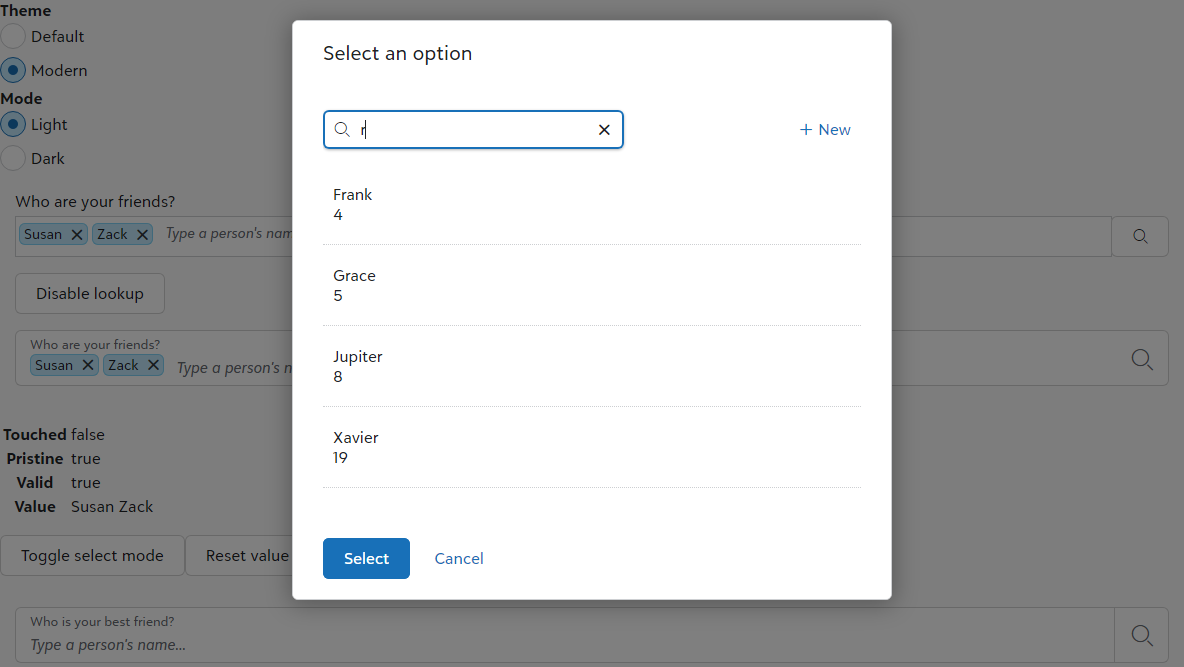 Theme
Default
Modern
Mode
Light
Dark
Who are your friends?
Susan Zack Type a person's nam
Disable lookup
Who are your friends?
Susan Zack Type a person's n
Touched false
Pristine true
Valid true
Value Susan Zack
Toggle select mode Reset value
Who is your best friend?
Type a person's name...
Select an option
r
+ New
Frank
4
Grace
5
Jupiter
8
Xavier
19
Select Cancel